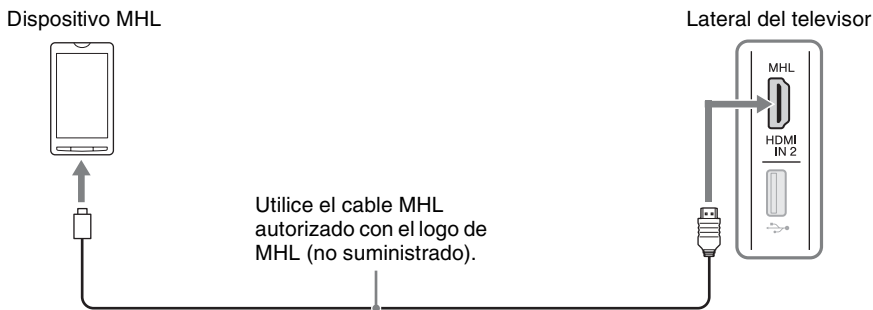 Dispositivo MHL
Lateral del televisor
MHL
HDMI
IN 2
Utilice el cable MHL
autorizado con el logo de
MHL (no suministrado).